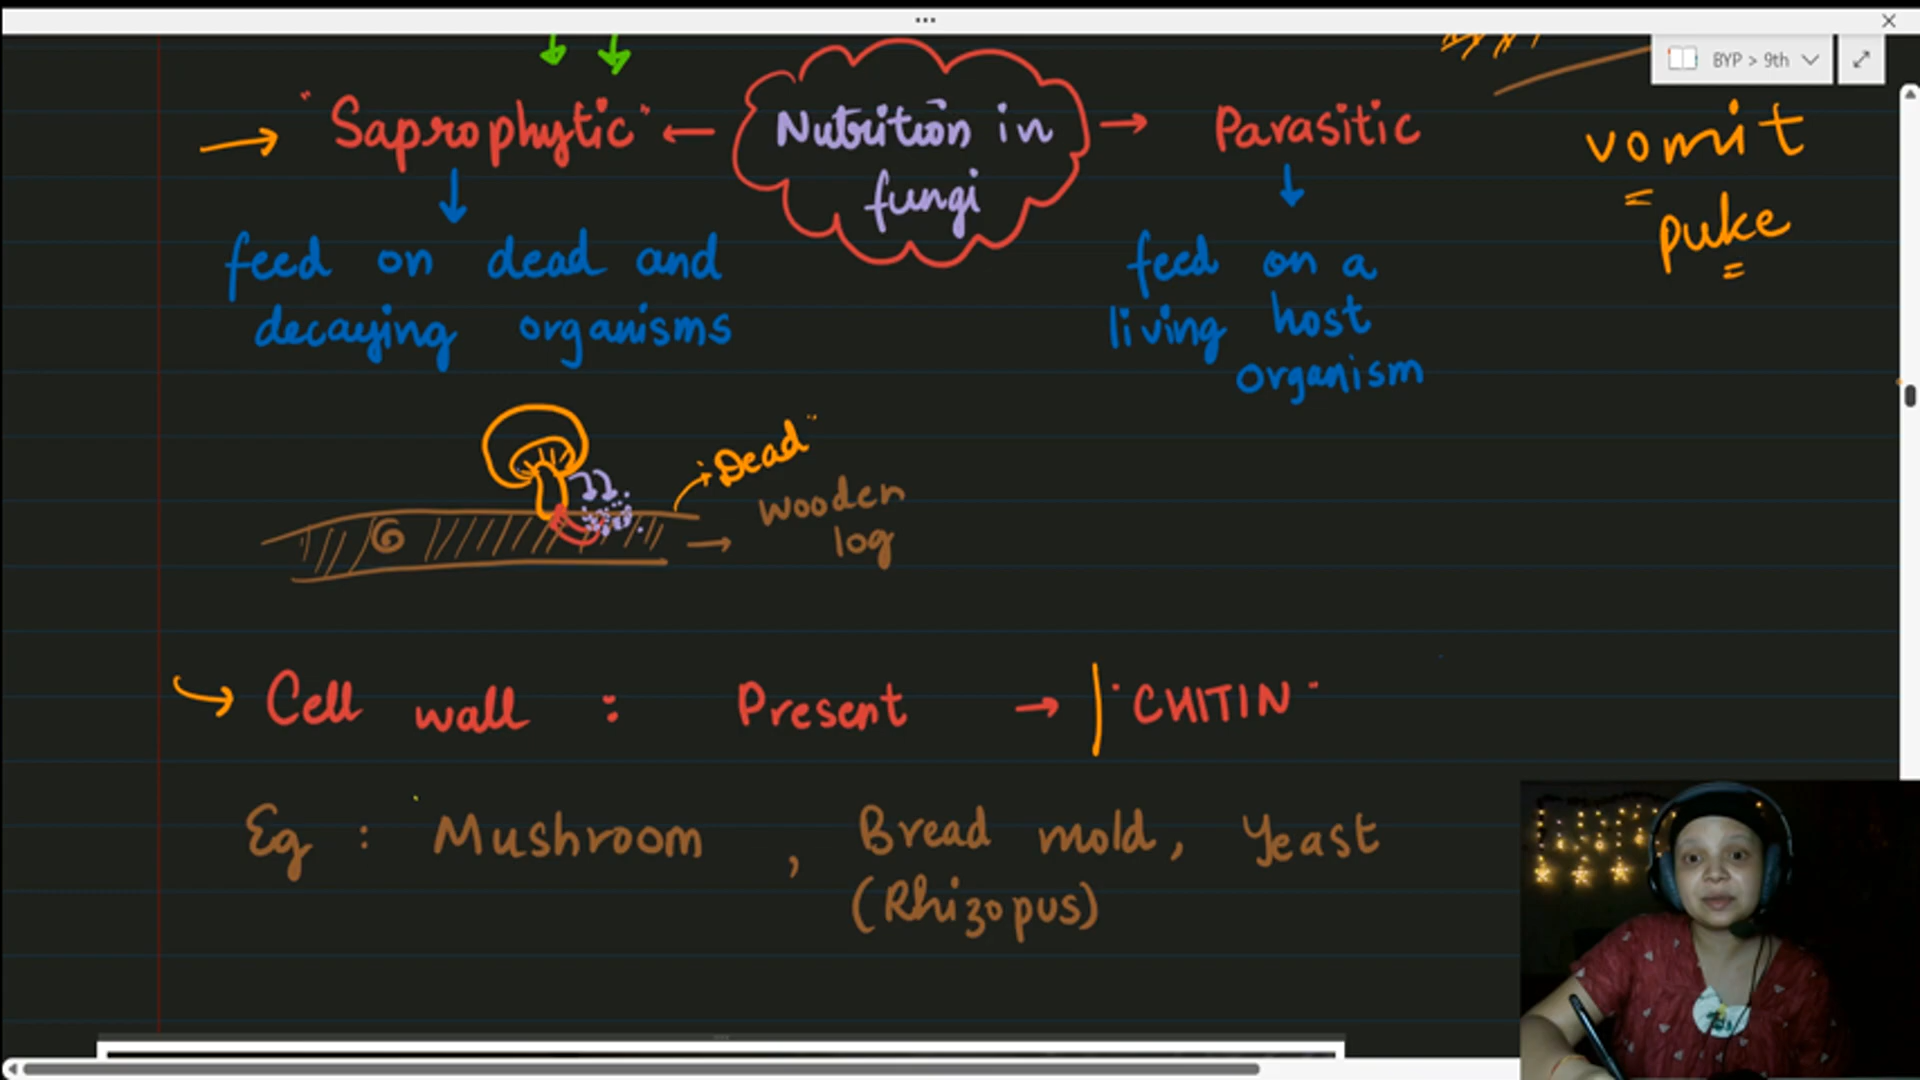 BYP > 9th
"Saprophytic" ← Nutrition in → Parasitic
fungi
vomit
puke
feed on dead and
decaying organisms
feed on a
living host
organism
"Dead"
wooden
log
Cell wall : Present → "CHITIN"
Eg : Mushroom , Bread mold, Yeast
(Rhizopus)